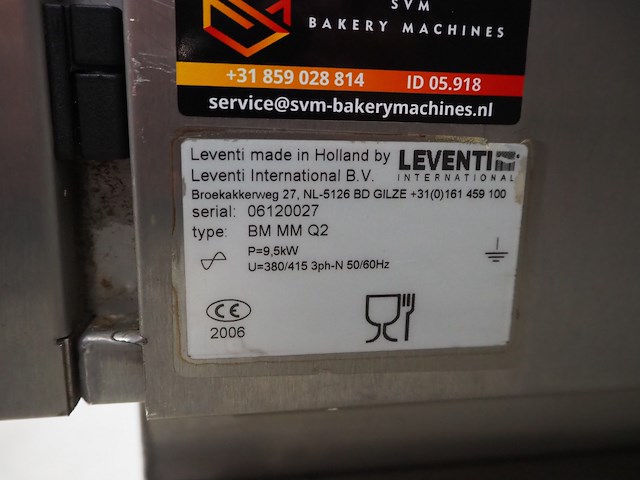 SVM
BAKERY MACHINES
+31 859 028 814 ID 05.918
service@svm-bakerymachines.nl
Leventi made in Holland by LEVENTI
Leventi International B.V. INTERNATIONAL
Broekakkerweg 27, NL-5126 BD GILZE +31(0)161 459 100
serial: 06120027
type: BM MM Q2
P=9,5kW
U=380/415 3ph-N 50/60Hz
CE
2006